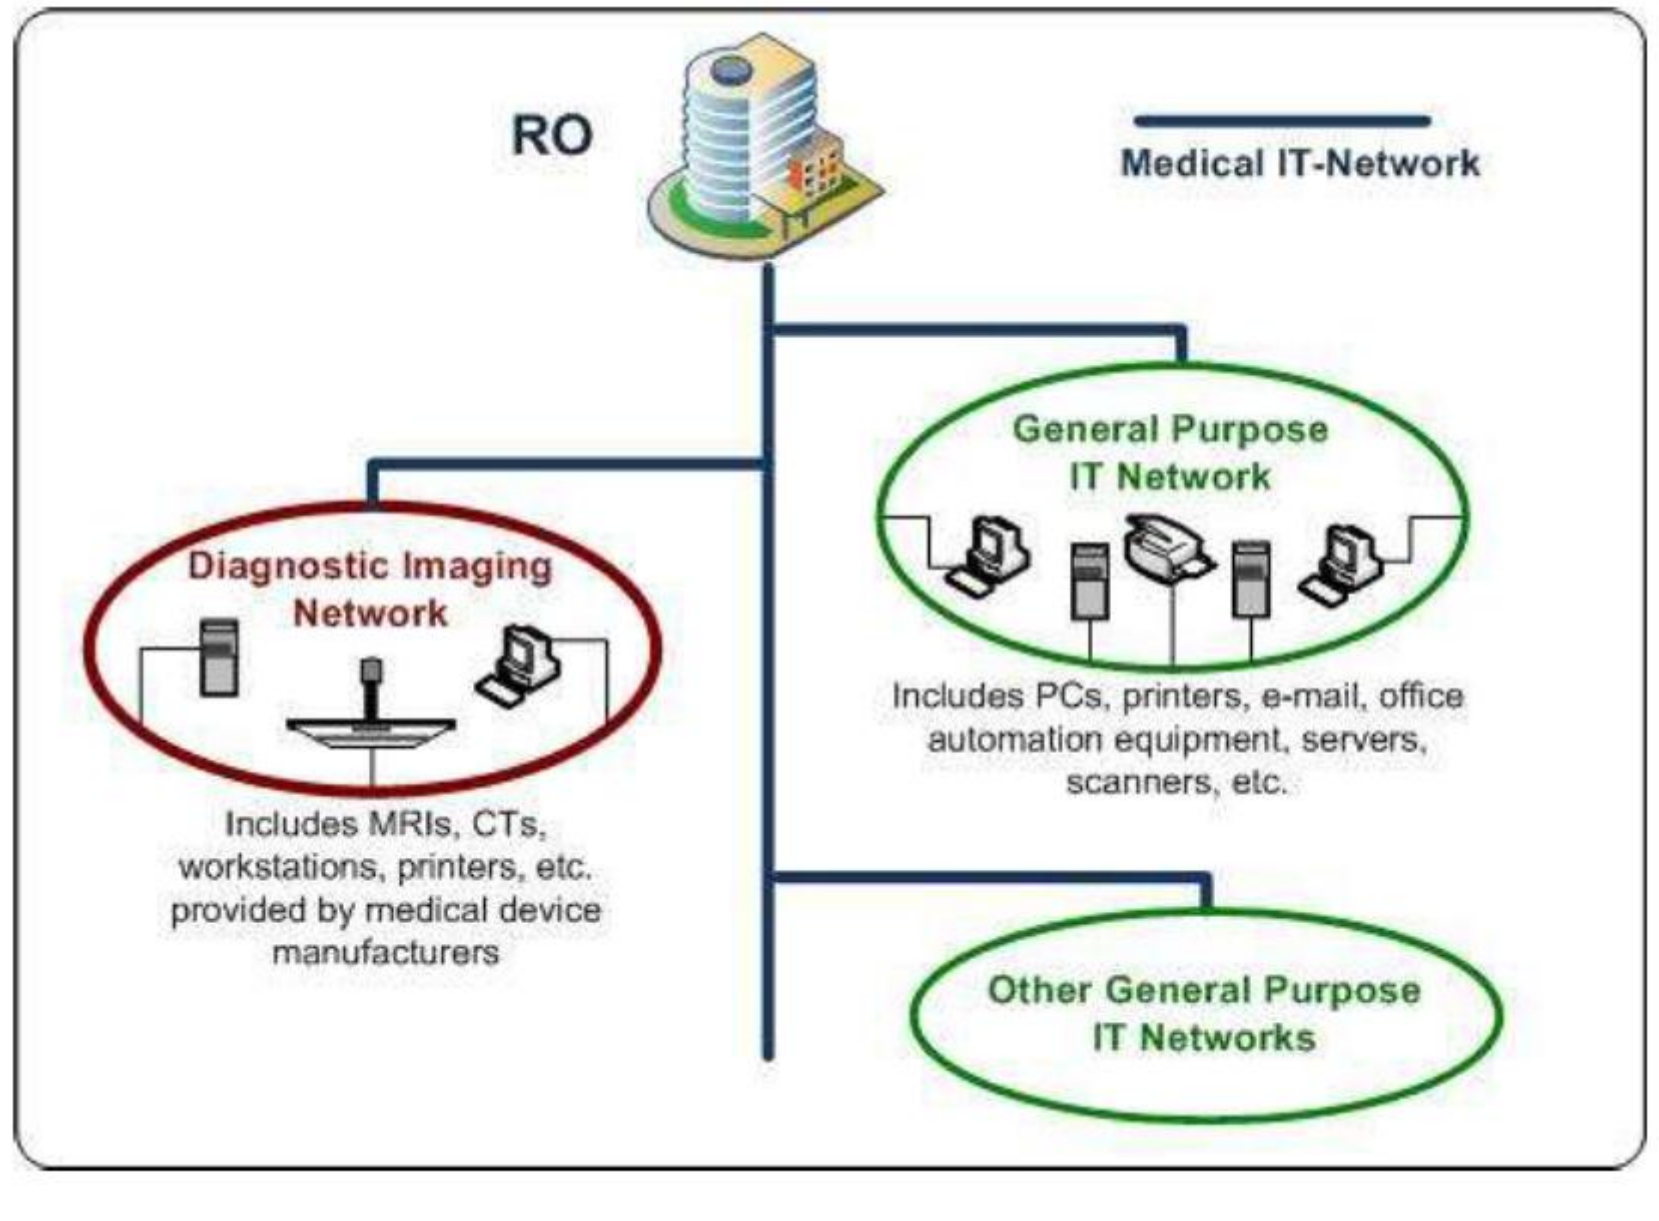 RO
Medical IT-Network
General Purpose
IT Network
Includes PCs, printers, e-mail, office
automation equipment, servers,
scanners, etc.
Diagnostic Imaging
Network
Includes MRIs, CTs,
workstations, printers, etc.
provided by medical device
manufacturers
Other General Purpose
IT Networks